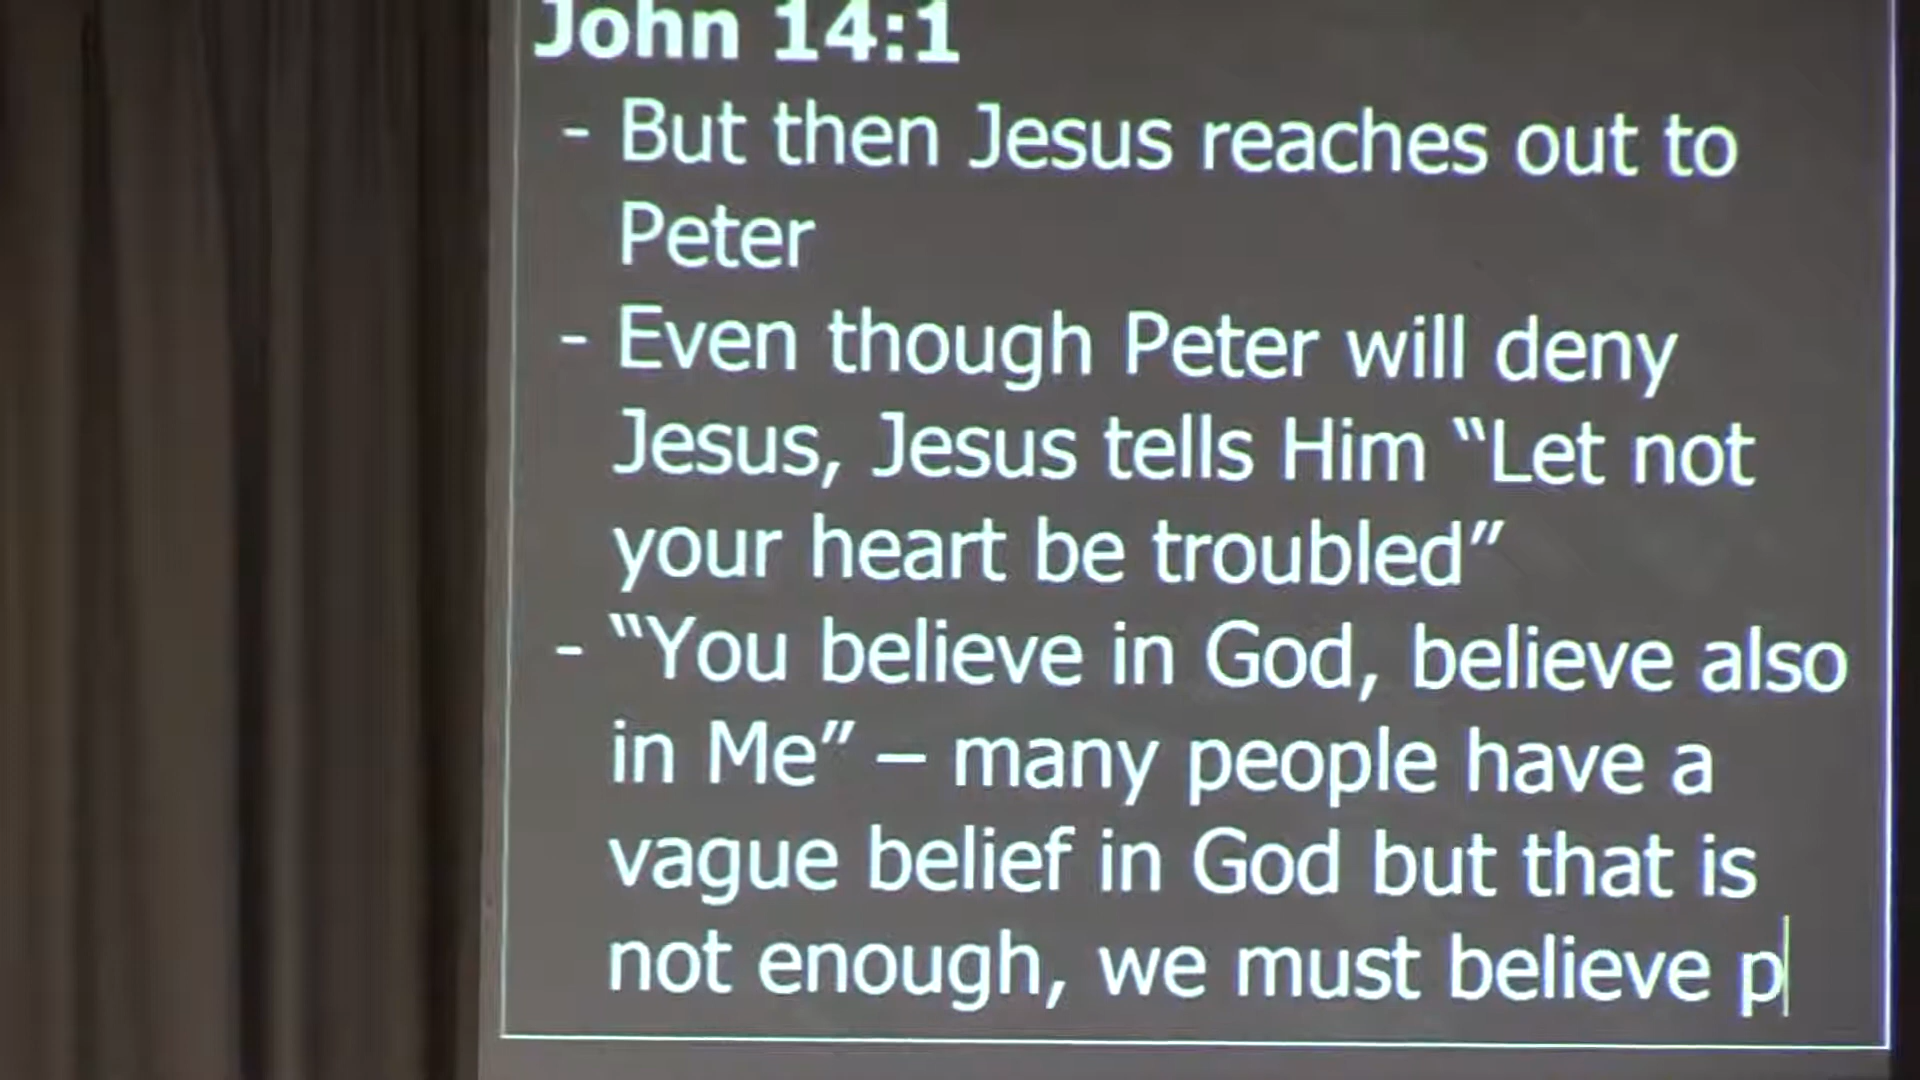 John 14:1
- But then Jesus reaches out to
Peter
- Even though Peter will deny
Jesus, Jesus tells Him “Let not
your heart be troubled”
- “You believe in God, believe also
in Me” – many people have a
vague belief in God but that is
not enough, we must believe p